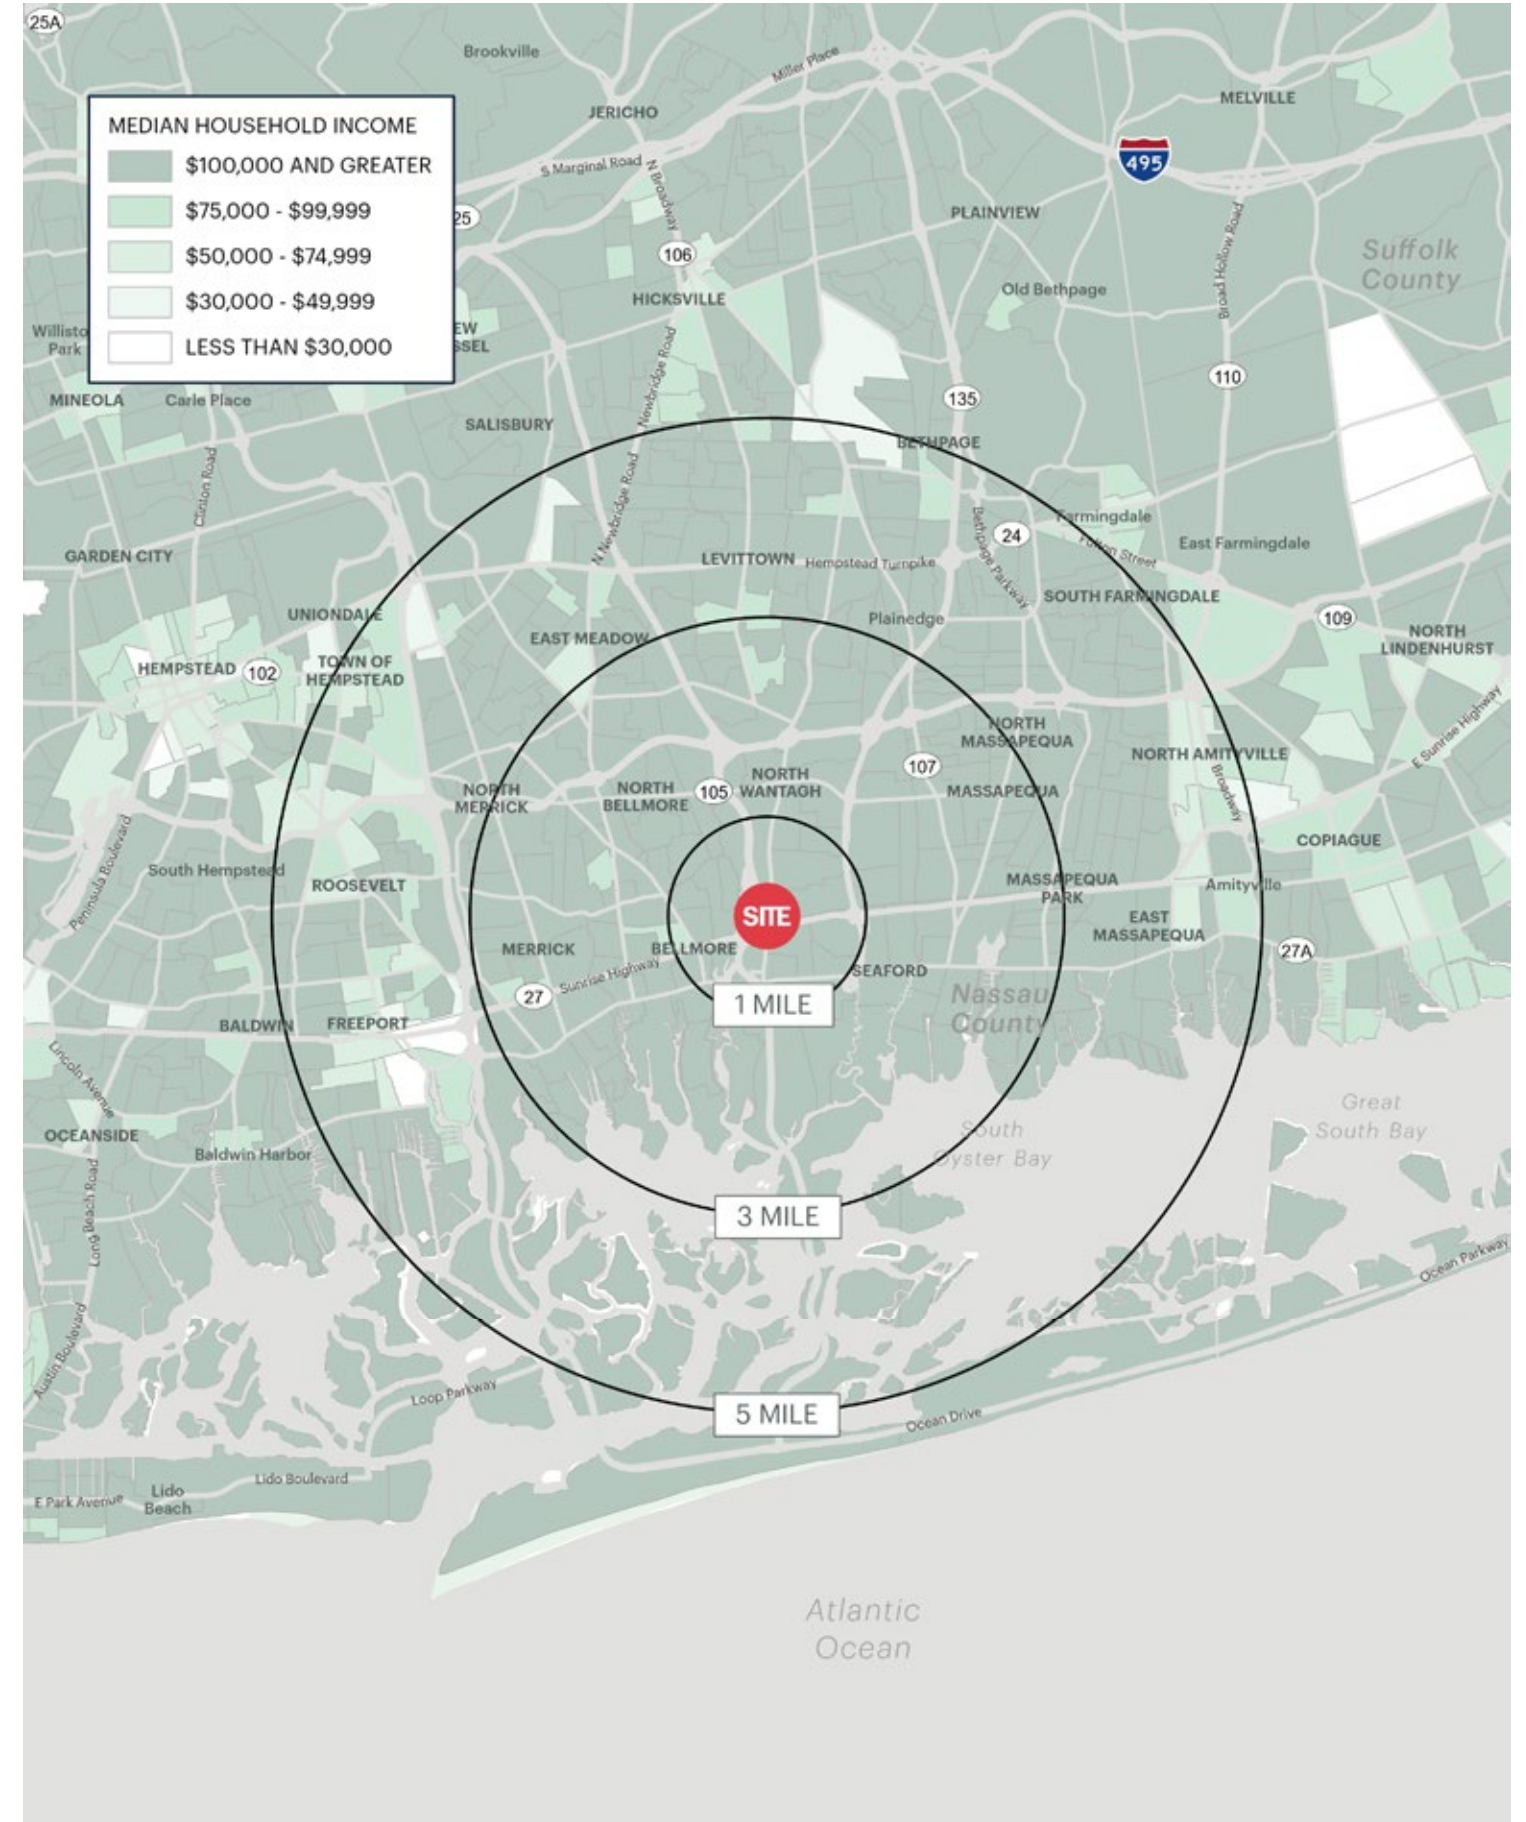 25A
Brookville
Miller Place
JERICHO
MELVILLE
MEDIAN HOUSEHOLD INCOME
$100,000 AND GREATER
$75,000 - $99,999
$50,000 - $74,999
$30,000 - $49,999
LESS THAN $30,000
S Marginal Road
N Broadway
495
25
PLAINVIEW
106
Suffolk
County
HICKSVILLE
Old Bethpage
Broad Hollow Road
Willisto
Park
EW
SSEL
Newbridge Road
110
MINEOLA
Carle Place
135
SALISBURY
BETHPAGE
Clinton Road
N Newbridge Road
Farmingdale
24
Bethpage Parkway
Fulton Street
East Farmingdale
GARDEN CITY
LEVITTOWN
Hempstead Turnpike
SOUTH FARMINGDALE
UNIONDALE
Plainedge
109
EAST MEADOW
NORTH
LINDENHURST
HEMPSTEAD
102
TOWN OF
HEMPSTEAD
E Sunrise Highway
NORTH
MASSAPEQUA
NORTH AMITYVILLE
107
Broadway
NORTH
MERRICK
NORTH
BELLMORE
105
NORTH
WANTAGH
MASSAPEQUA
Peninsula Boulevard
COPIAGUE
South Hempstead
ROOSEVELT
MASSAPEQUA
PARK
Amityville
SITE
EAST
MASSAPEQUA
MERRICK
BELLMORE
27A
SEAFORD
Sunrise Highway
27
Nassau
County
1 MILE
BALDWIN
FREEPORT
Lincoln Avenue
Great
South Bay
OCEANSIDE
South
Oyster Bay
Baldwin Harbor
Long Beach Road
3 MILE
Ocean Parkway
Austin Boulevard
Loop Parkway
5 MILE
Ocean Drive
Lido Boulevard
Lido
Beach
E Park Avenue
Atlantic
Ocean